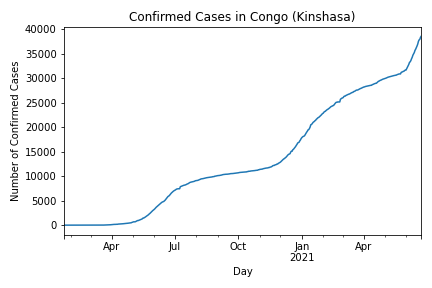 Confirmed Cases in Congo (Kinshasa)
40000
35000
30000
25000
20000
15000
10000
5000
0
Number of Confirmed Cases
Apr Jul Oct Jan Apr
2021
Day